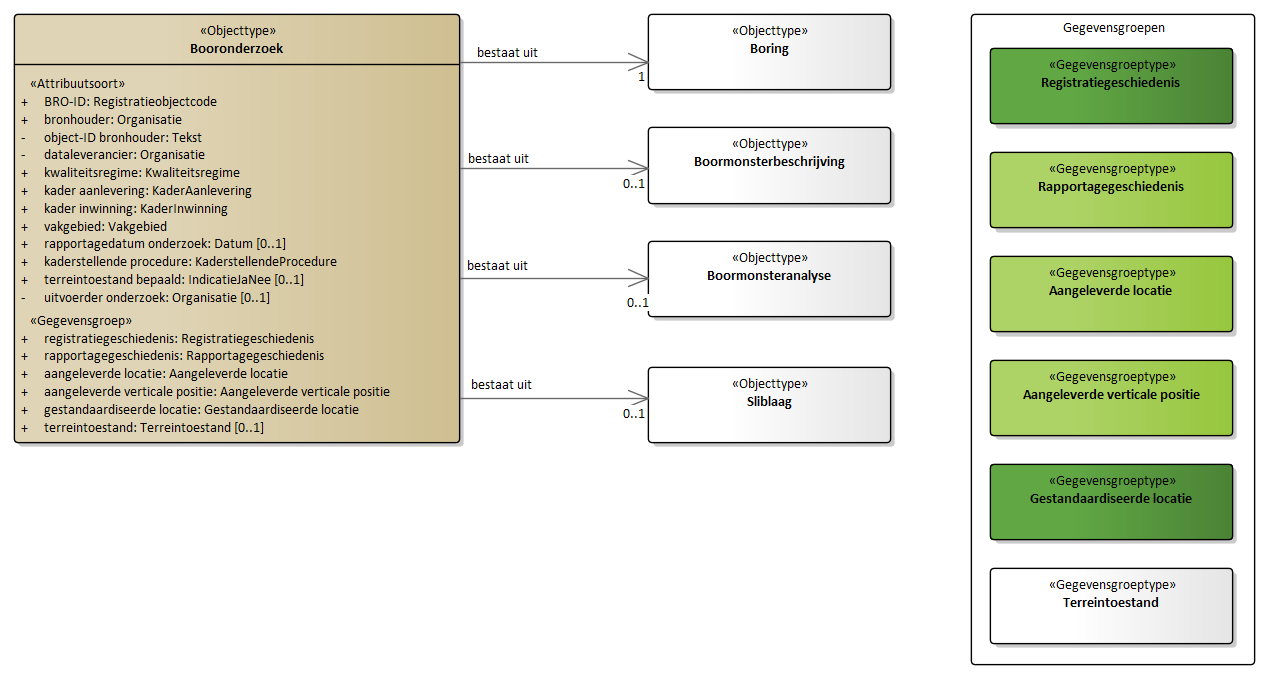 «Objecttype»
Booronderzoek
«Attribuutsoort»
+ BRO-ID: Registratieobjectcode
+ bronhouder: Organisatie
- object-ID bronhouder: Tekst
- dataleverancier: Organisatie
+ kwaliteitsregime: Kwaliteitsregime
+ kader aanlevering: KaderAanlevering
+ kader inwinning: KaderInwinning
+ vakgebied: Vakgebied
+ rapportagedatum onderzoek: Datum [0..1]
+ kaderstellende procedure: KaderstellendeProcedure
+ terreintoestand bepaald: IndicatieJaNee [0..1]
- uitvoerder onderzoek: Organisatie [0..1]
«Gegevensgroep»
+ registratiegeschiedenis: Registratiegeschiedenis
+ rapportagegeschiedenis: Rapportagegeschiedenis
+ aangeleverde locatie: Aangeleverde locatie
+ aangeleverde verticale positie: Aangeleverde verticale positie
+ gestandaardiseerde locatie: Gestandaardiseerde locatie
+ terreintoestand: Terreintoestand [0..1]
bestaat uit
1
«Objecttype»
Boring
bestaat uit
0..1
«Objecttype»
Boormonsterbeschrijving
bestaat uit
0..1
«Objecttype»
Boormonsteranalyse
bestaat uit
0..1
«Objecttype»
Sliblaag
Gegevensgroepen
«Gegevensgroeptype»
Registratiegeschiedenis
«Gegevensgroeptype»
Rapportagegeschiedenis
«Gegevensgroeptype»
Aangeleverde locatie
«Gegevensgroeptype»
Aangeleverde verticale positie
«Gegevensgroeptype»
Gestandaardiseerde locatie
«Gegevensgroeptype»
Terreintoestand